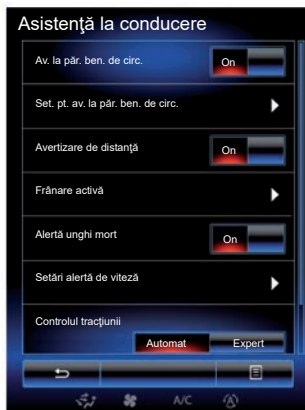 Asistenţă la conducere
Av. la păr. ben. de circ.
On
Set. pt. av. la păr. ben. de circ.
Avertizare de distanţă
On
Frânare activă
Alertă unghi mort
On
Setări alertă de viteză
Controlul tracţiunii
Automat
Expert
A/C